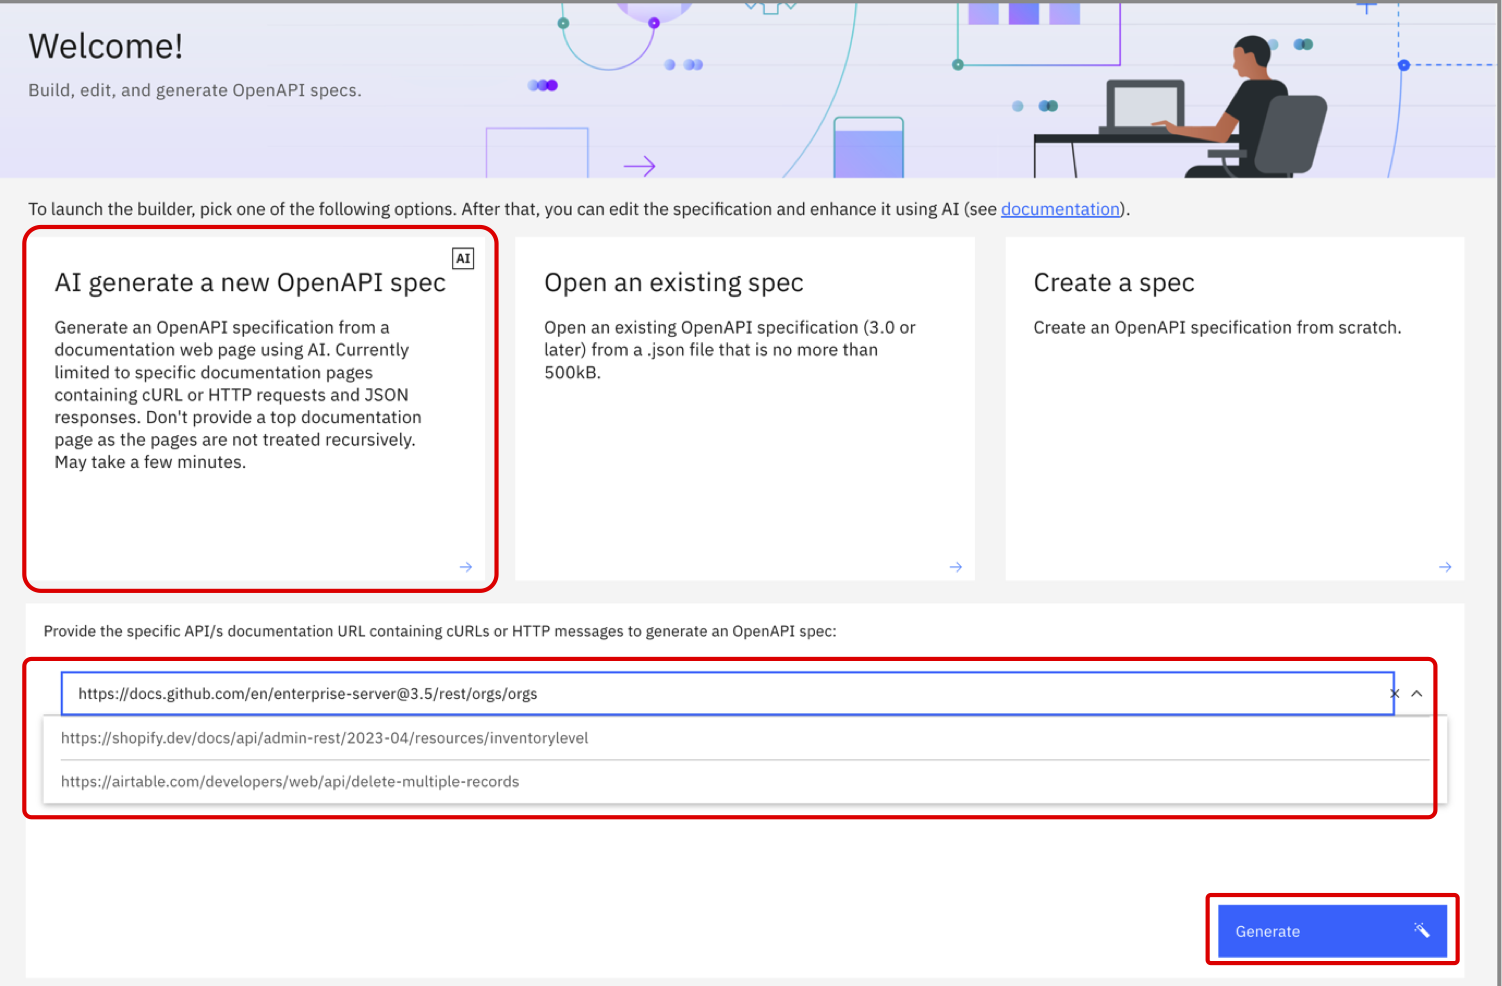 Welcome!
Build, edit, and generate OpenAPI specs.
To launch the builder, pick one of the following options. After that, you can edit the specification and enhance it using AI (see documentation).
AI
AI generate a new OpenAPI spec
Generate an OpenAPI specification from a
documentation web page using AI. Currently
limited to specific documentation pages
containing cURL or HTTP requests and JSON
responses. Don't provide a top documentation
page as the pages are not treated recursively.
May take a few minutes.
Open an existing spec
Open an existing OpenAPI specification (3.0 or
later) from a .json file that is no more than
500kB.
Create a spec
Create an OpenAPI specification from scratch.
Provide the specific API/s documentation URL containing cURLs or HTTP messages to generate an OpenAPI spec:
https://docs.github.com/en/enterprise-server@3.5/rest/orgs/orgs
https://shopify.dev/docs/api/admin-rest/2023-04/resources/inventorylevel
https://airtable.com/developers/web/api/delete-multiple-records
Generate